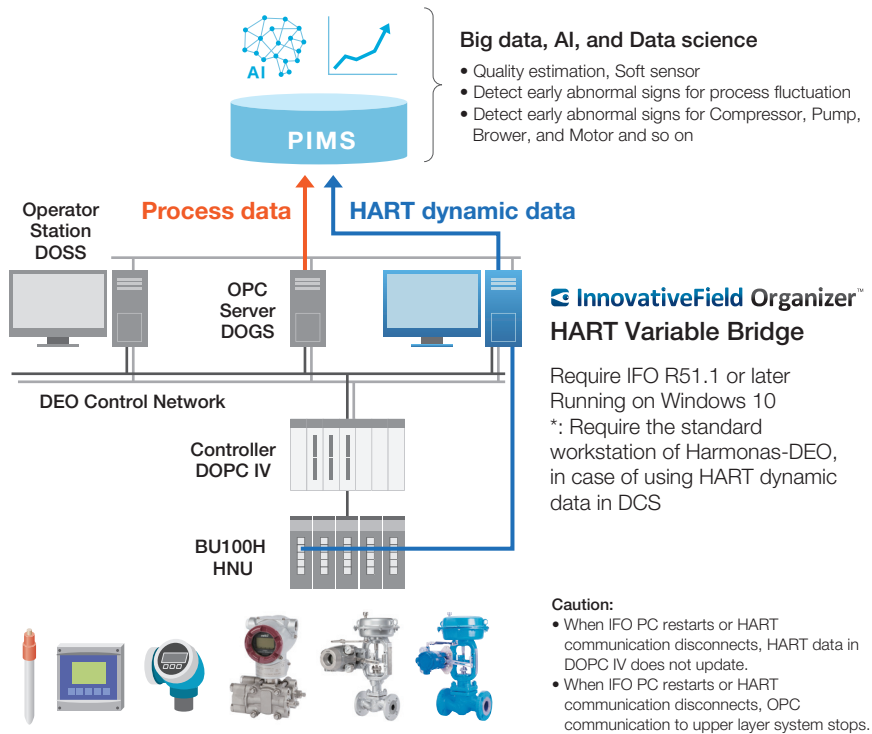 AI
PIMS
Big data, AI, and Data science
• Quality estimation, Soft sensor
• Detect early abnormal signs for process fluctuation
• Detect early abnormal signs for Compressor, Pump,
Brower, and Motor and so on
Process data
HART dynamic data
Operator
Station
DOSS
OPC
Server
DOGS
InnovativeField Organizer™
HART Variable Bridge
Require IFO R51.1 or later
Running on Windows 10
*: Require the standard
workstation of Harmonas-DEO,
in case of using HART dynamic
data in DCS
DEO Control Network
Controller
DOPC IV
BU100H
HNU
Caution:
• When IFO PC restarts or HART
communication disconnects, HART data in
DOPC IV does not update.
• When IFO PC restarts or HART
communication disconnects, OPC
communication to upper layer system stops.